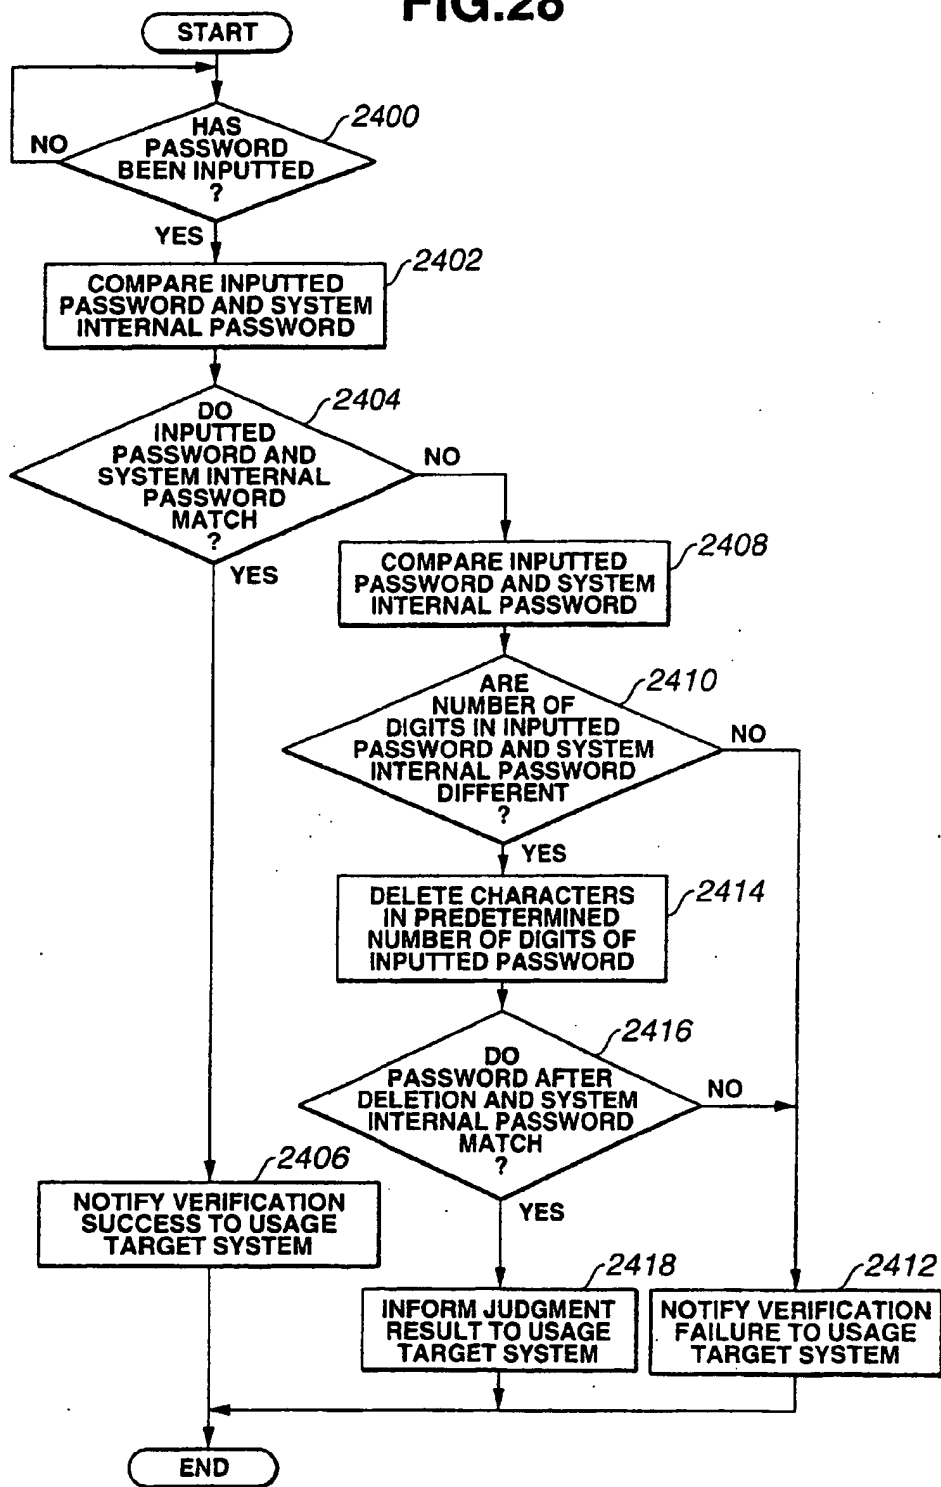 FIG.28
START
2400
HAS
PASSWORD
BEEN INPUTTED
?
NO
YES
2402
COMPARE INPUTTED
PASSWORD AND SYSTEM
INTERNAL PASSWORD
2404
DO
INPUTTED
PASSWORD AND
SYSTEM INTERNAL
PASSWORD
MATCH
?
NO
YES
2408
COMPARE INPUTTED
PASSWORD AND SYSTEM
INTERNAL PASSWORD
2410
ARE
NUMBER OF
DIGITS IN INPUTTED
PASSWORD AND SYSTEM
INTERNAL PASSWORD
DIFFERENT
?
NO
YES
2414
DELETE CHARACTERS
IN PREDETERMINED
NUMBER OF DIGITS OF
INPUTTED PASSWORD
2416
DO
PASSWORD AFTER
DELETION AND SYSTEM
INTERNAL PASSWORD
MATCH
?
NO
YES
2406
NOTIFY VERIFICATION
SUCCESS TO USAGE
TARGET SYSTEM
2418
INFORM JUDGMENT
RESULT TO USAGE
TARGET SYSTEM
2412
NOTIFY VERIFICATION
FAILURE TO USAGE
TARGET SYSTEM
END